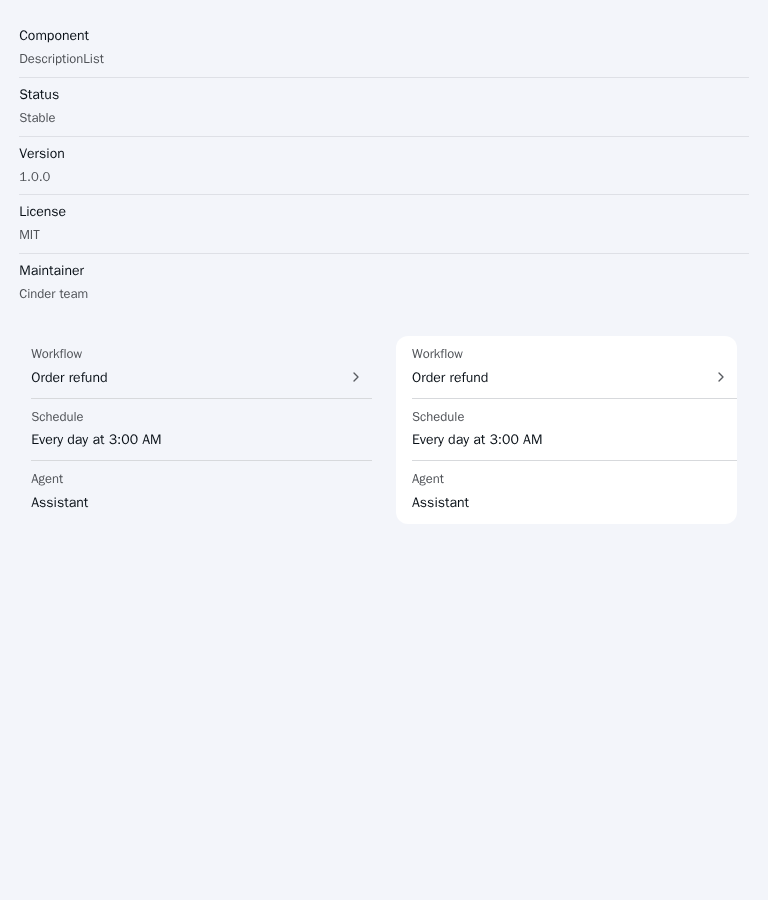 Component
DescriptionList
Status
Stable
Version
1.0.0
License
MIT
Maintainer
Cinder team
Workflow
Order refund
Schedule
Every day at 3:00 AM
Agent
Assistant
Workflow
Order refund
Schedule
Every day at 3:00 AM
Agent
Assistant